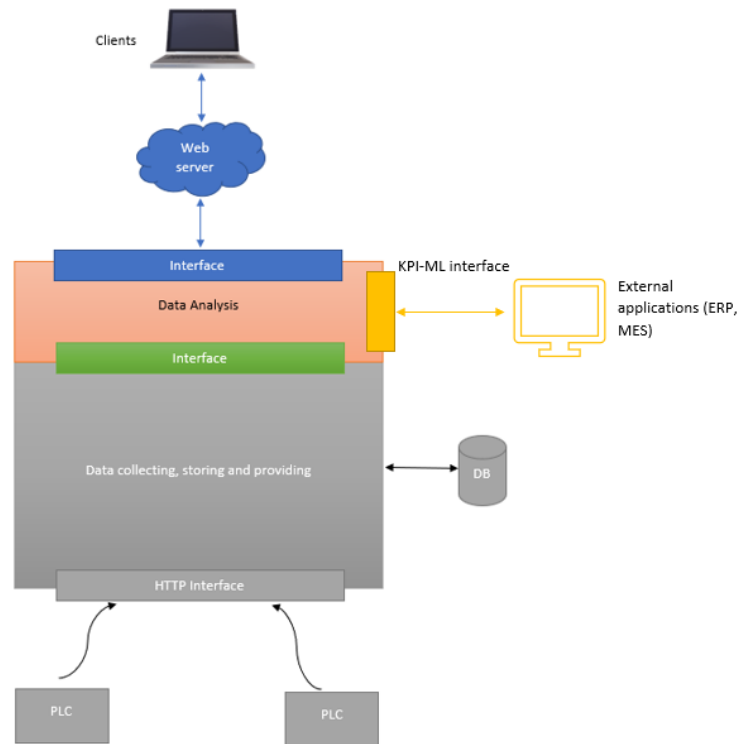 Clients
Web
server
Interface
KPI-ML interface
Data Analysis
External
applications (ERP,
MES)
Interface
Data collecting, storing and providing
DB
HTTP Interface
PLC
PLC